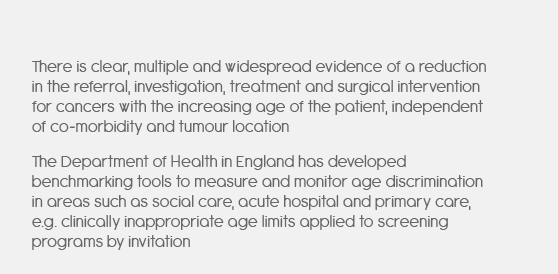 There is clear, multiple and widespread evidence of a reduction
in the referral, investigation, treatment and surgical intervention
for cancers with the increasing age of the patient, independent
of co-morbidity and tumour location
The Department of Health in England has developed
benchmarking tools to measure and monitor age discrimination
in areas such as social care, acute hospital and primary care,
e.g. clinically inappropriate age limits applied to screening
programs by invitation